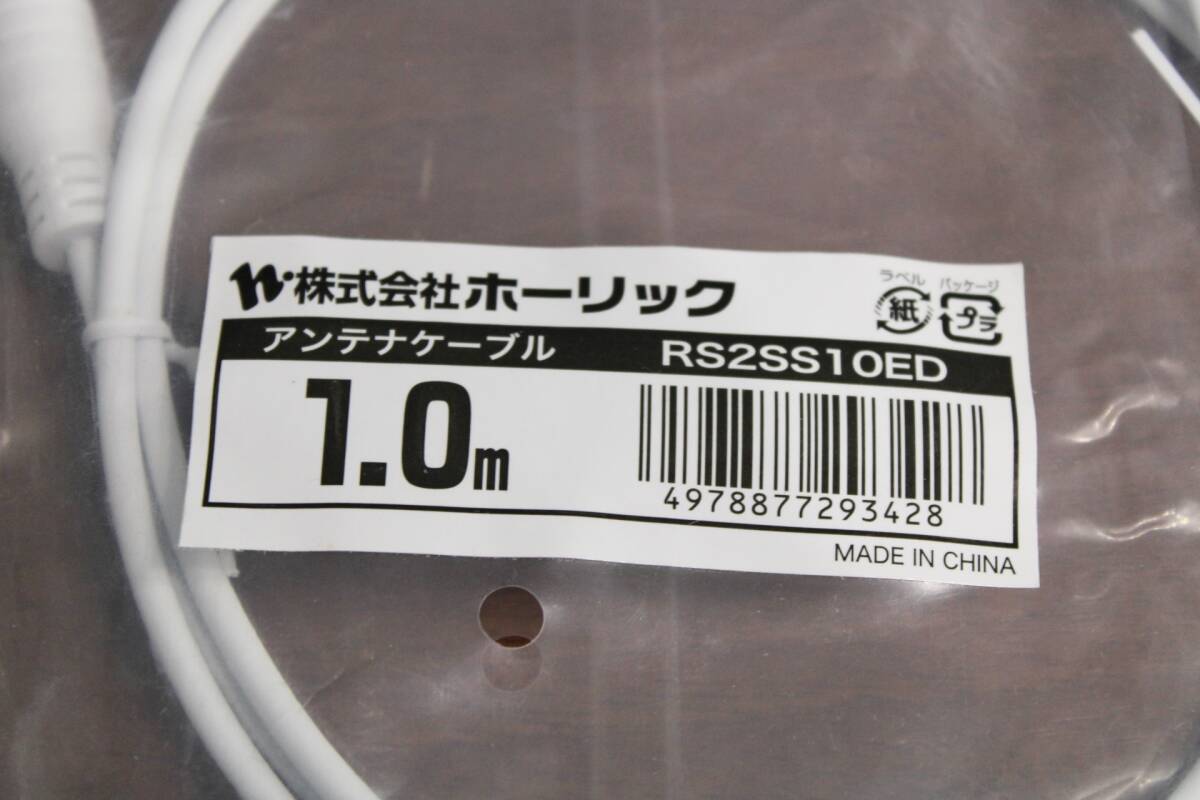 株式会社ホーリック
ラベル
紙
パッケージ
プラ
アンテナケーブル RS2SS10ED
1.0m
4978877293428
MADE IN CHINA